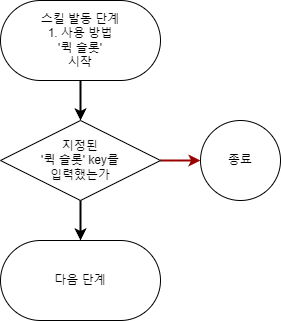 스킬 발동 단계
1. 사용 방법
'퀵 슬롯'
시작
지정된
'퀵 슬롯' key를
입력했는가
종료
다음 단계